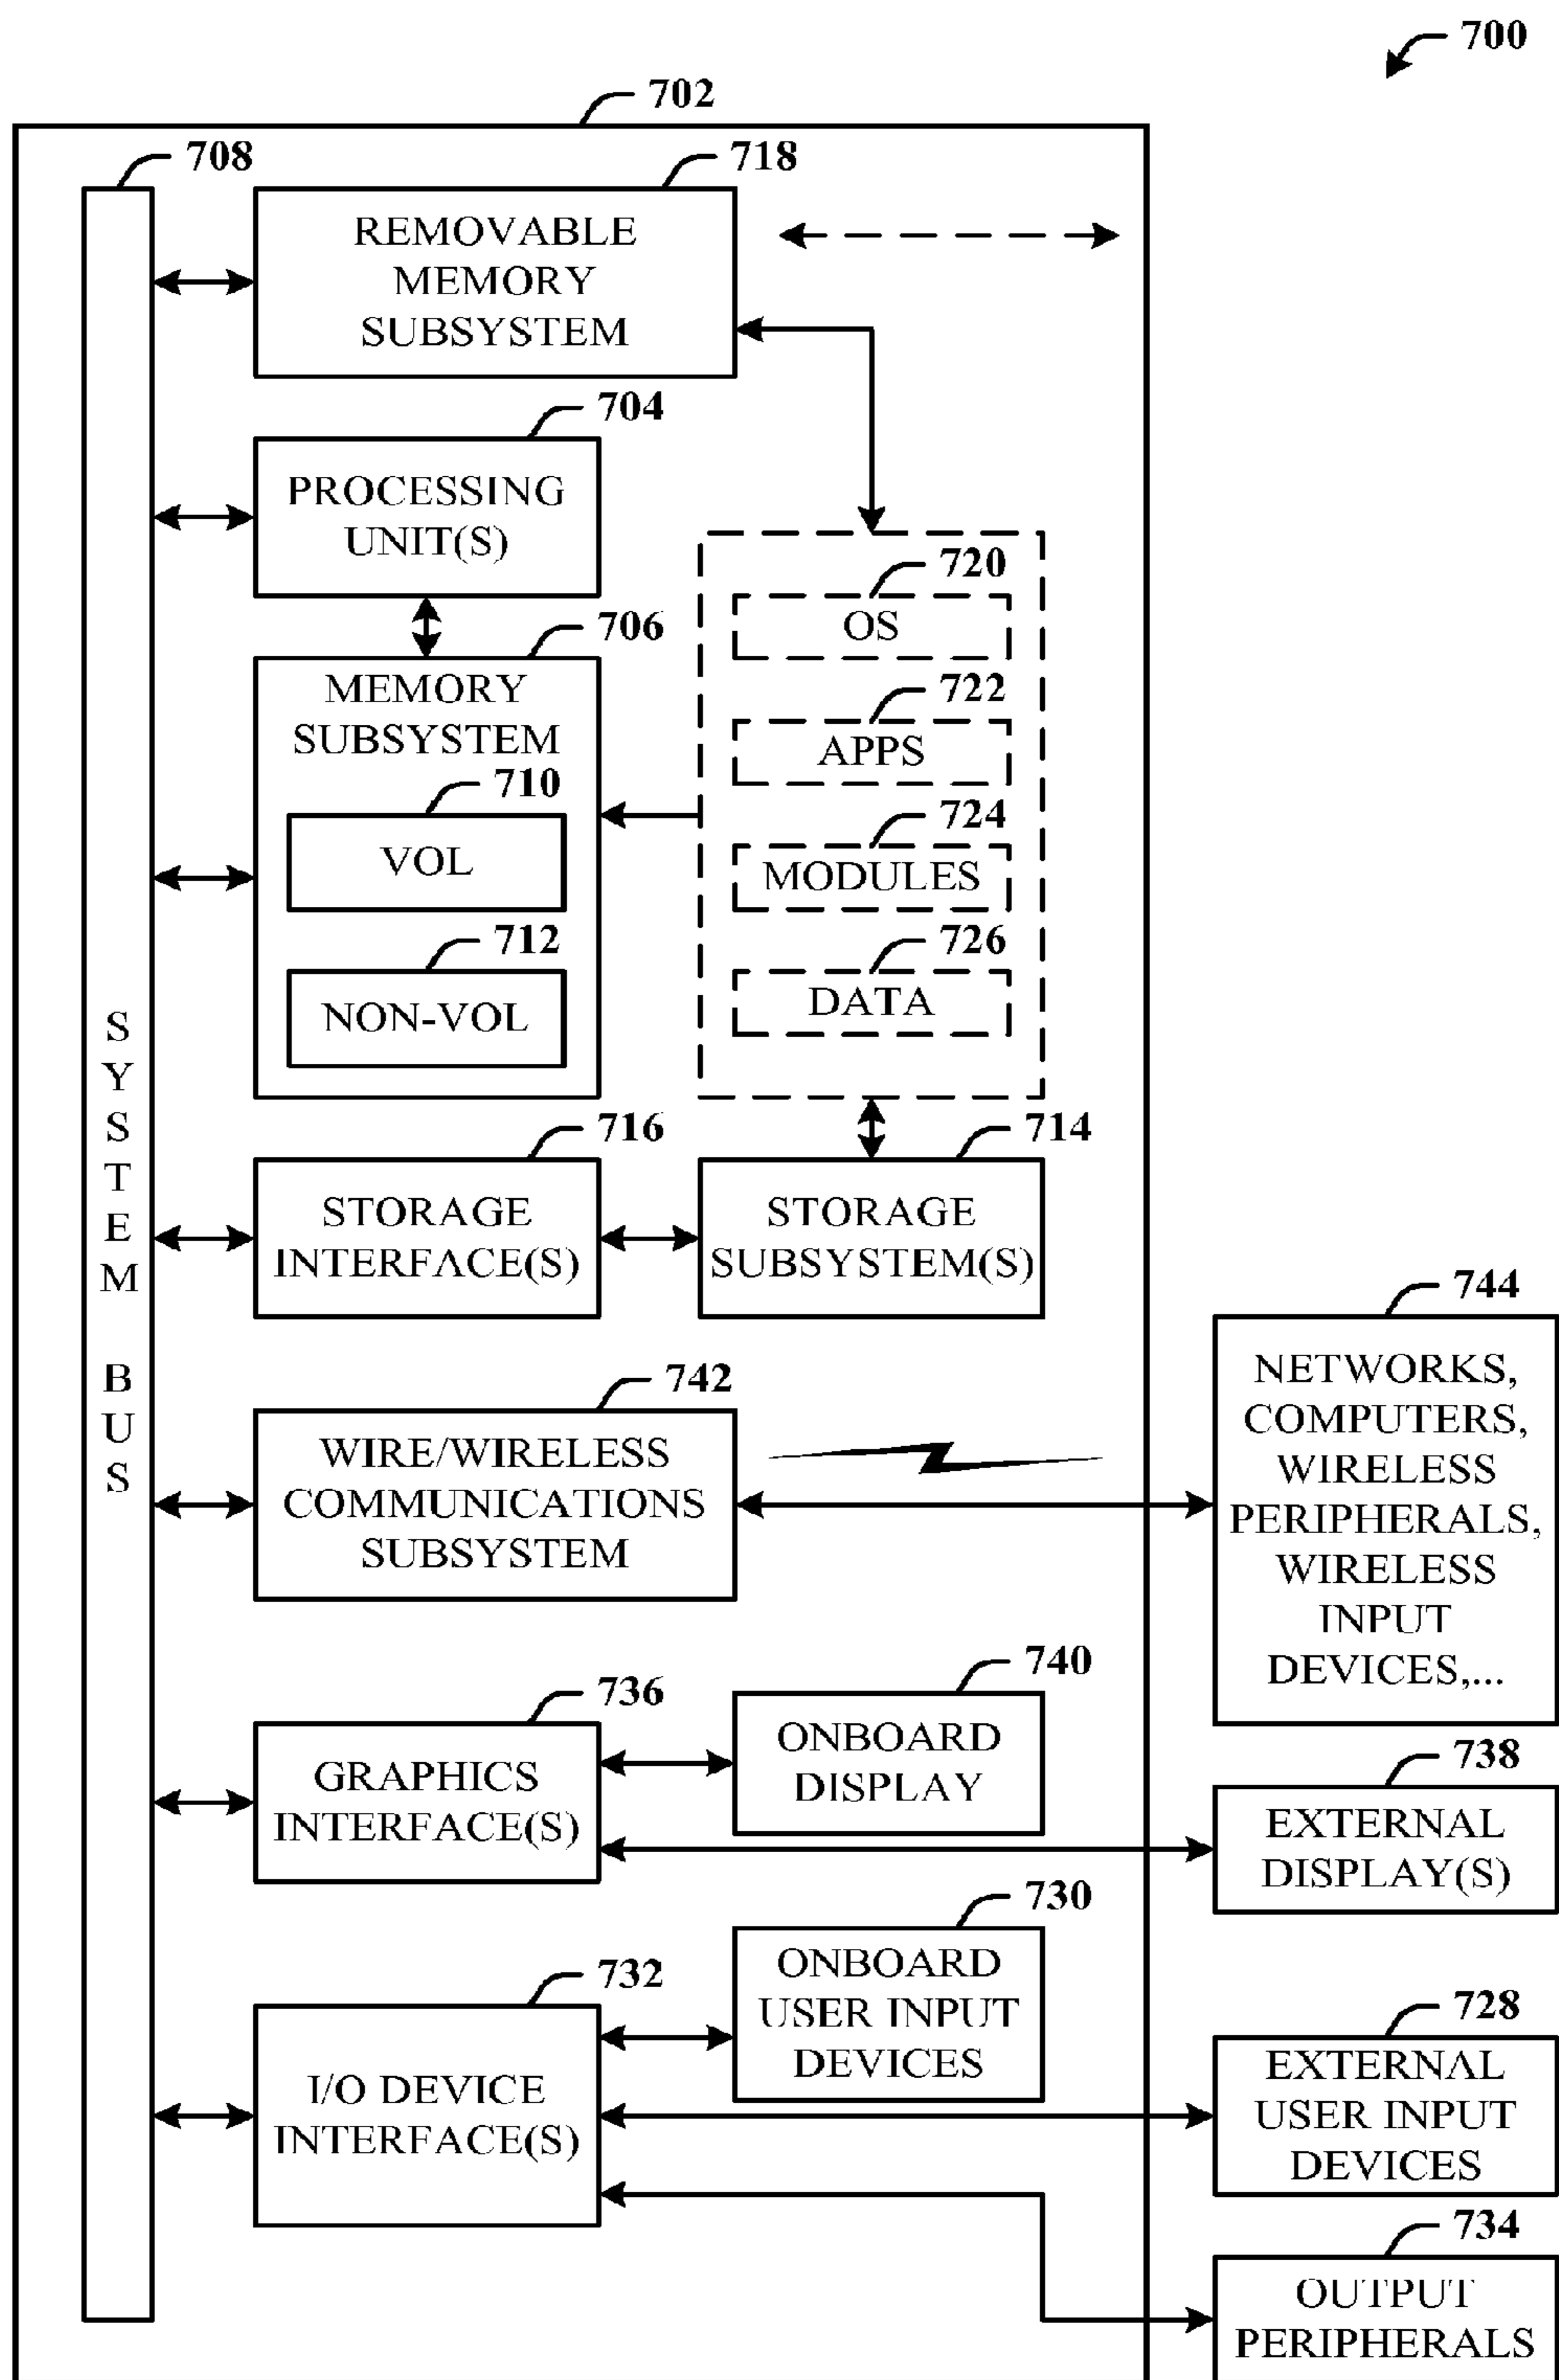 700
702
708
718
REMOVABLE
MEMORY
SUBSYSTEM
704
PROCESSING
UNIT(S)
720
OS
706
MEMORY
SUBSYSTEM
722
APPS
710
VOL
724
MODULES
712
NON-VOL
726
DATA
SYSTEM BUS
716
STORAGE
INTERFACE(S)
714
STORAGE
SUBSYSTEM(S)
742
WIRE/WIRELESS
COMMUNICATIONS
SUBSYSTEM
744
NETWORKS,
COMPUTERS,
WIRELESS
PERIPHERALS,
WIRELESS
INPUT
DEVICES,...
736
GRAPHICS
INTERFACE(S)
740
ONBOARD
DISPLAY
738
EXTERNAL
DISPLAY(S)
732
I/O DEVICE
INTERFACE(S)
730
ONBOARD
USER INPUT
DEVICES
728
EXTERNAL
USER INPUT
DEVICES
734
OUTPUT
PERIPHERALS